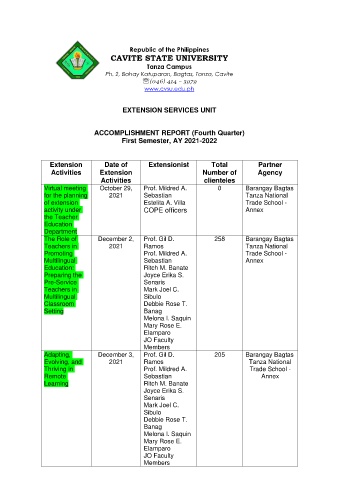 Republic of the Philippines
CAVITE STATE UNIVERSITY
Tanza Campus
Ph. 2, Bahay Katuparan, Bagtas, Tanza, Cavite
☏(046) 414 – 3979
www.cvsu.edu.ph
EXTENSION SERVICES UNIT
ACCOMPLISHMENT REPORT (Fourth Quarter)
First Semester, AY 2021-2022
Extension Activities | Date of Extension Activities | Extensionist | Total Number of clienteles | Partner Agency
Virtual meeting | October 29, | Prof. Mildred A. | 0 | Barangay Bagtas
for the planning | 2021 | Sebastian | | Tanza National
of extension | | Estelita A. Villa | | Trade School -
activity under | | COPE officers | | Annex
the Teacher
Education
Department
The Role of | December 2, | Prof. Gil D. | 258 | Barangay Bagtas
Teachers in | 2021 | Ramos | | Tanza National
Promoting | | Prof. Mildred A. | | Trade School -
Multilingual | | Sebastian | | Annex
Education: | | Ritch M. Banate
Preparing the | | Joyce Erika S.
Pre-Service | | Senaris
Teachers in | | Mark Joel C.
Multilingual | | Sibulo
Classroom | | Debbie Rose T.
Setting | | Banag
Melona I. Saquin
Mary Rose E.
Elamparo
JO Faculty
Members
Adapting, | December 3, | Prof. Gil D. | 205 | Barangay Bagtas
Evolving, and | 2021 | Ramos | | Tanza National
Thriving in | | Prof. Mildred A. | | Trade School -
Remote | | Sebastian | | Annex
Learning | | Ritch M. Banate
Joyce Erika S.
Senaris
Mark Joel C.
Sibulo
Debbie Rose T.
Banag
Melona I. Saquin
Mary Rose E.
Elamparo
JO Faculty
Members